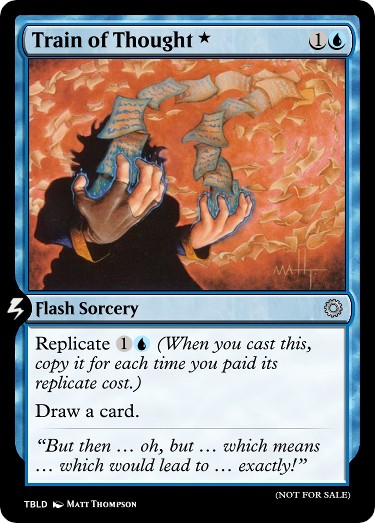 Train of Thought ★ 1
Flash Sorcery
Replicate 1 (When you cast this,
copy it for each time you paid its
replicate cost.)
Draw a card.
“But then … oh, but … which means
… which would lead to … exactly!”
MATT
TBLD Matt Thompson
(NOT FOR SALE)